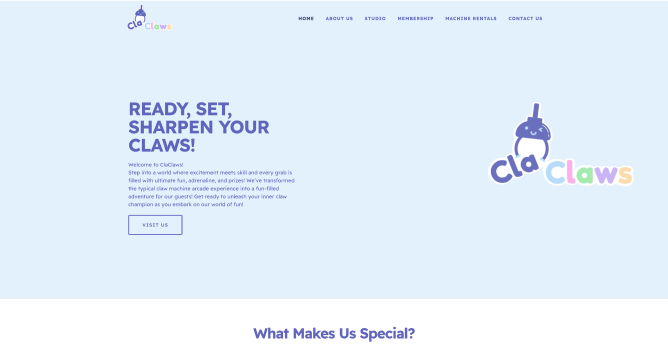 Cla Claws
HOME ABOUT US STUDIO MEMBERSHIP MACHINE RENTALS CONTACT US
READY, SET,
SHARPEN YOUR
CLAWS!
Welcome to ClaClaws!
Step into a world where excitement meets skill and every grab is
filled with ultimate fun, adrenaline, and prizes! We've transformed
the typical claw machine arcade experience into a fun-filled
adventure for our guests! Get ready to unleash your inner claw
champion as you embark on our world of fun!
VISIT US
Cla Claws
What Makes Us Special?